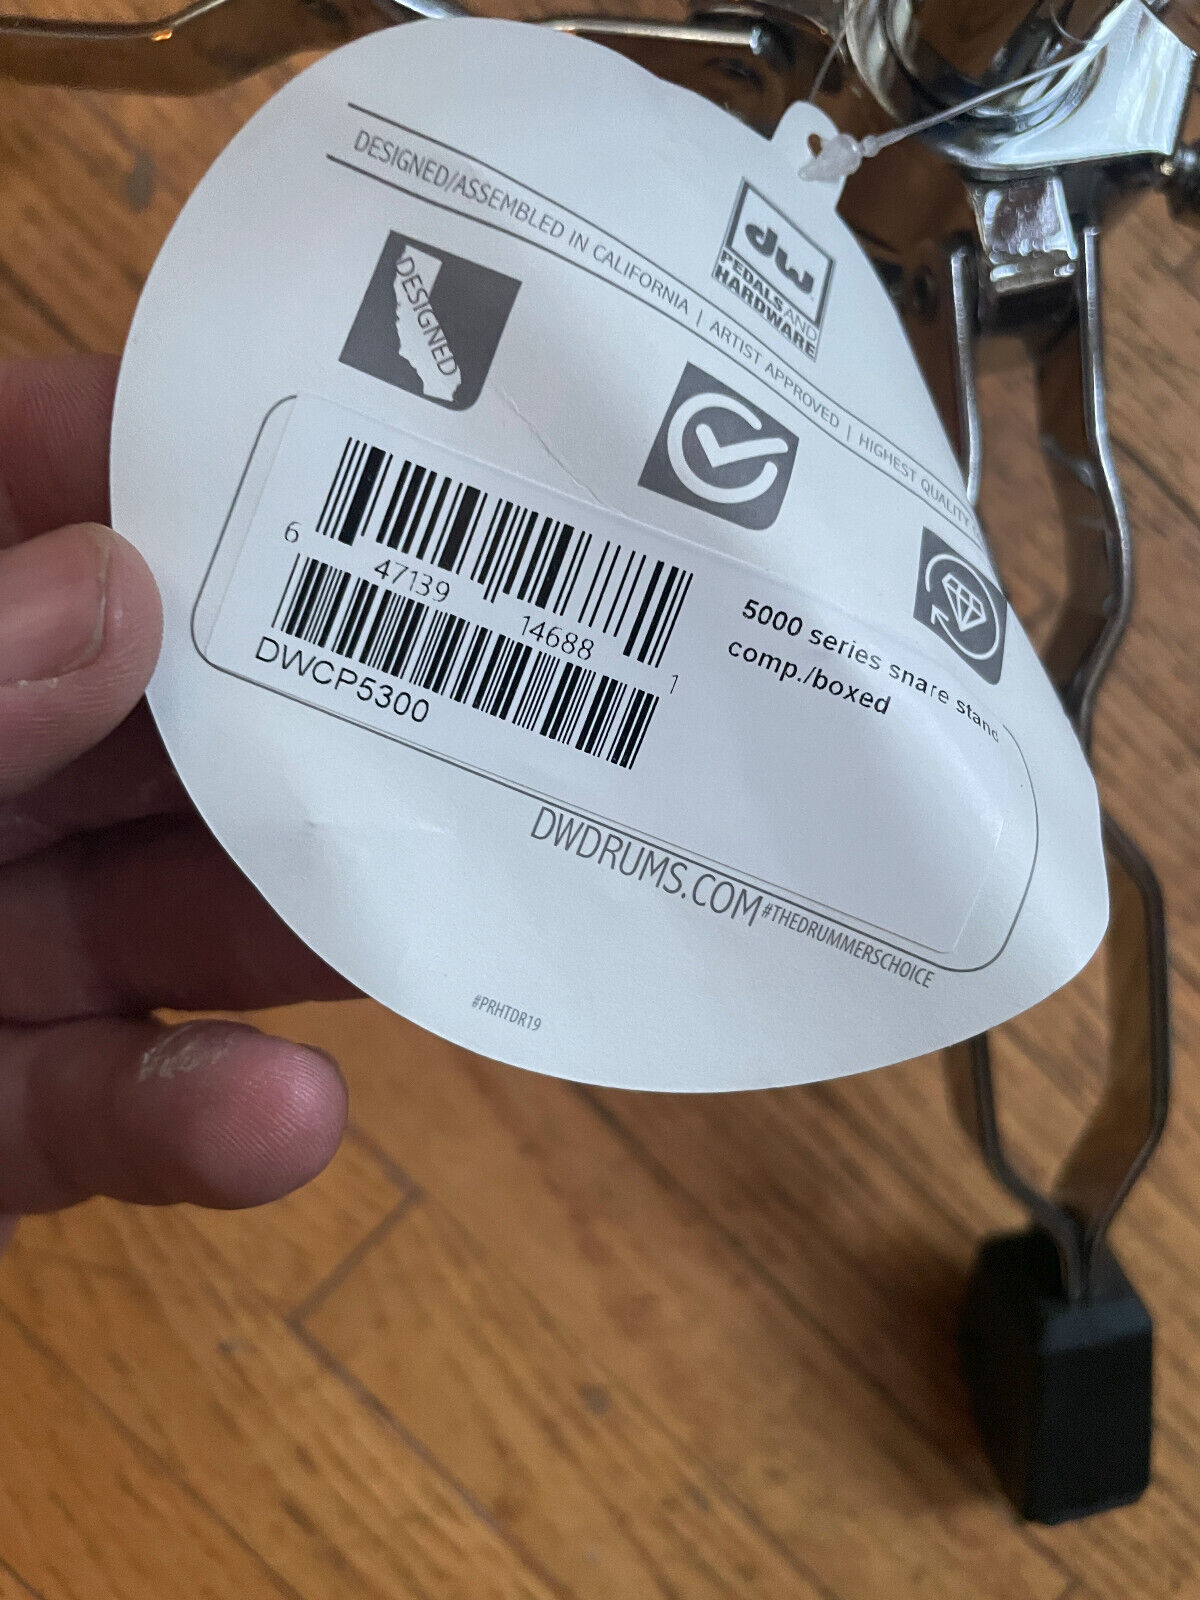 dw
PEDALS AND
HARDWARE
DESIGNED/ASSEMBLED IN CALIFORNIA | ARTIST APPROVED | HIGHEST QUALITY
DESIGNED
6 47139 14688 1
DWCP5300
5000 series snare stand
comp./boxed
DWDRUMS.COM #THEDRUMMERSCHOICE
#PRHTDR19